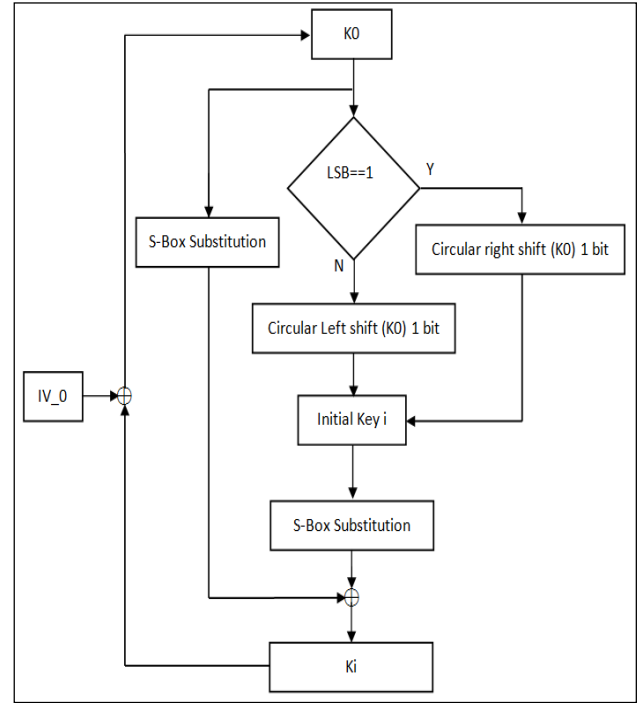 K0
LSB==1
Y
S-Box Substitution
Circular right shift (K0) 1 bit
N
Circular Left shift (K0) 1 bit
IV_0
Initial Key i
S-Box Substitution
Ki